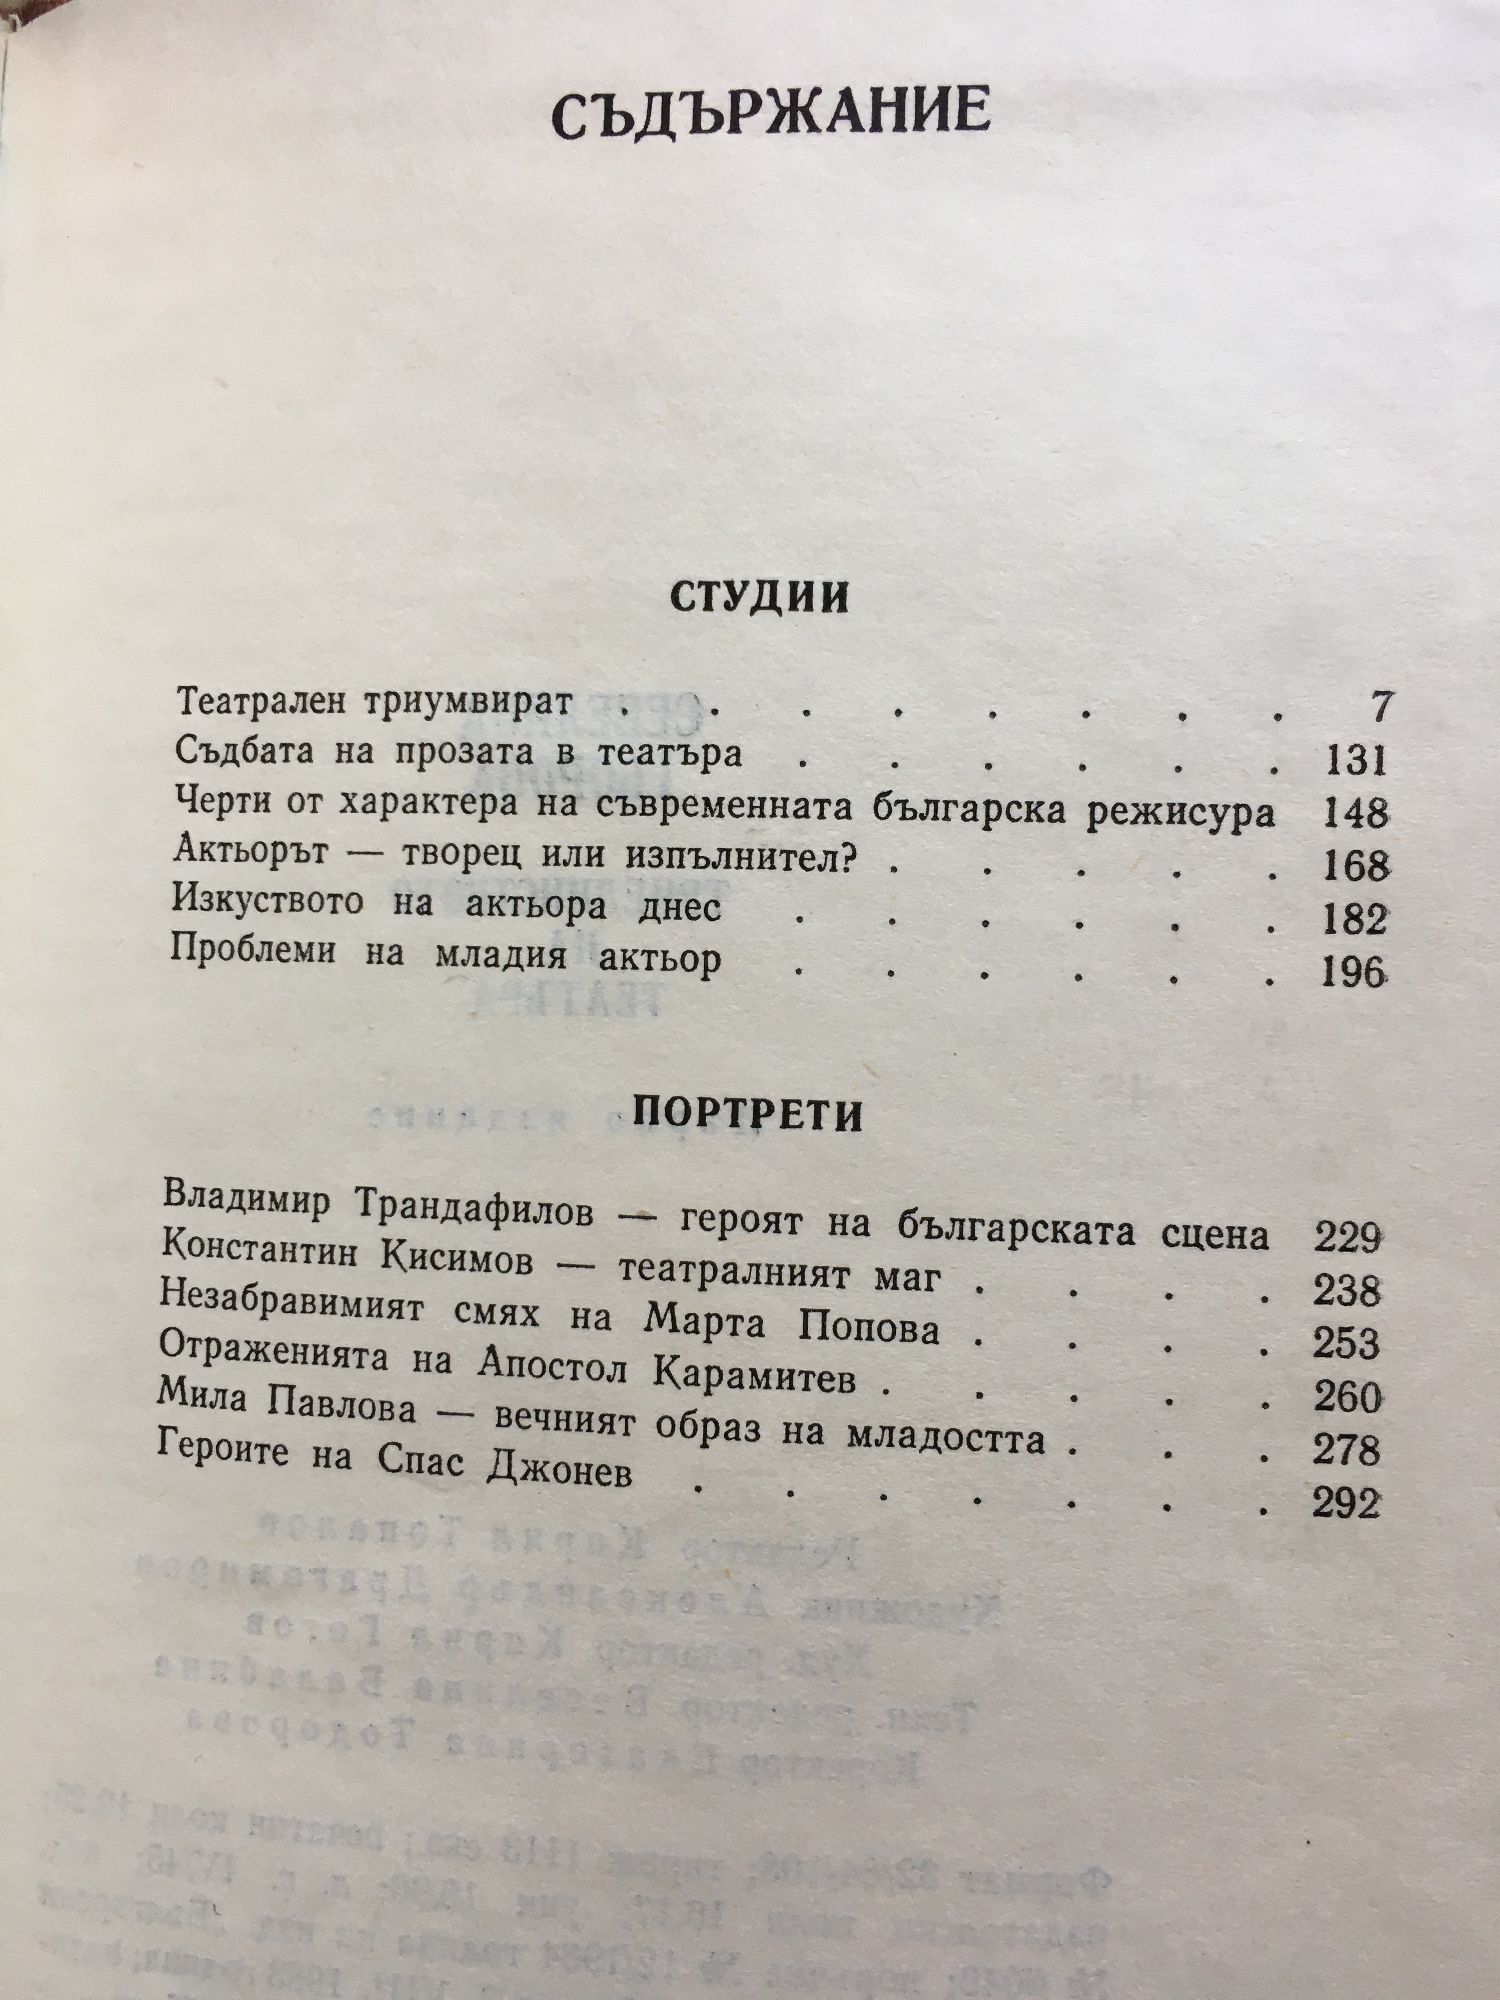 СЪДЪРЖАНИЕ
СТУДИИ
Театрален триумвират . . . . . . . . 7
Съдбата на прозата в театъра . . . . . . 131
Черти от характера на съвременната българска режисура 148
Актьорът — творец или изпълнител? . . . . . 168
Изкуството на актьора днес . . . . . . 182
Проблеми на младия актьор . . . . . . 196
ПОРТРЕТИ
Владимир Трандафилов — героят на българската сцена 229
Константин Кисимов — театралният маг . . . . 238
Незабравимият смях на Марта Попова . . . . 253
Отраженията на Апостол Карамитев . . . . . 260
Мила Павлова — вечният образ на младостта . . . 278
Героите на Спас Джонев . . . . . . . 292